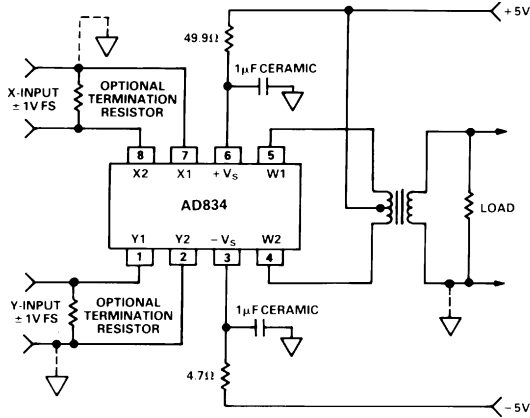 49.9Ω
+5V
1μF CERAMIC
X-INPUT
± 1V FS
OPTIONAL
TERMINATION
RESISTOR
8
7
6
5
X2
X1
+VS
W1
AD834
LOAD
Y1
Y2
−VS
W2
1
2
3
4
Y-INPUT
± 1V FS
OPTIONAL
TERMINATION
RESISTOR
1μF CERAMIC
4.7Ω
−5V